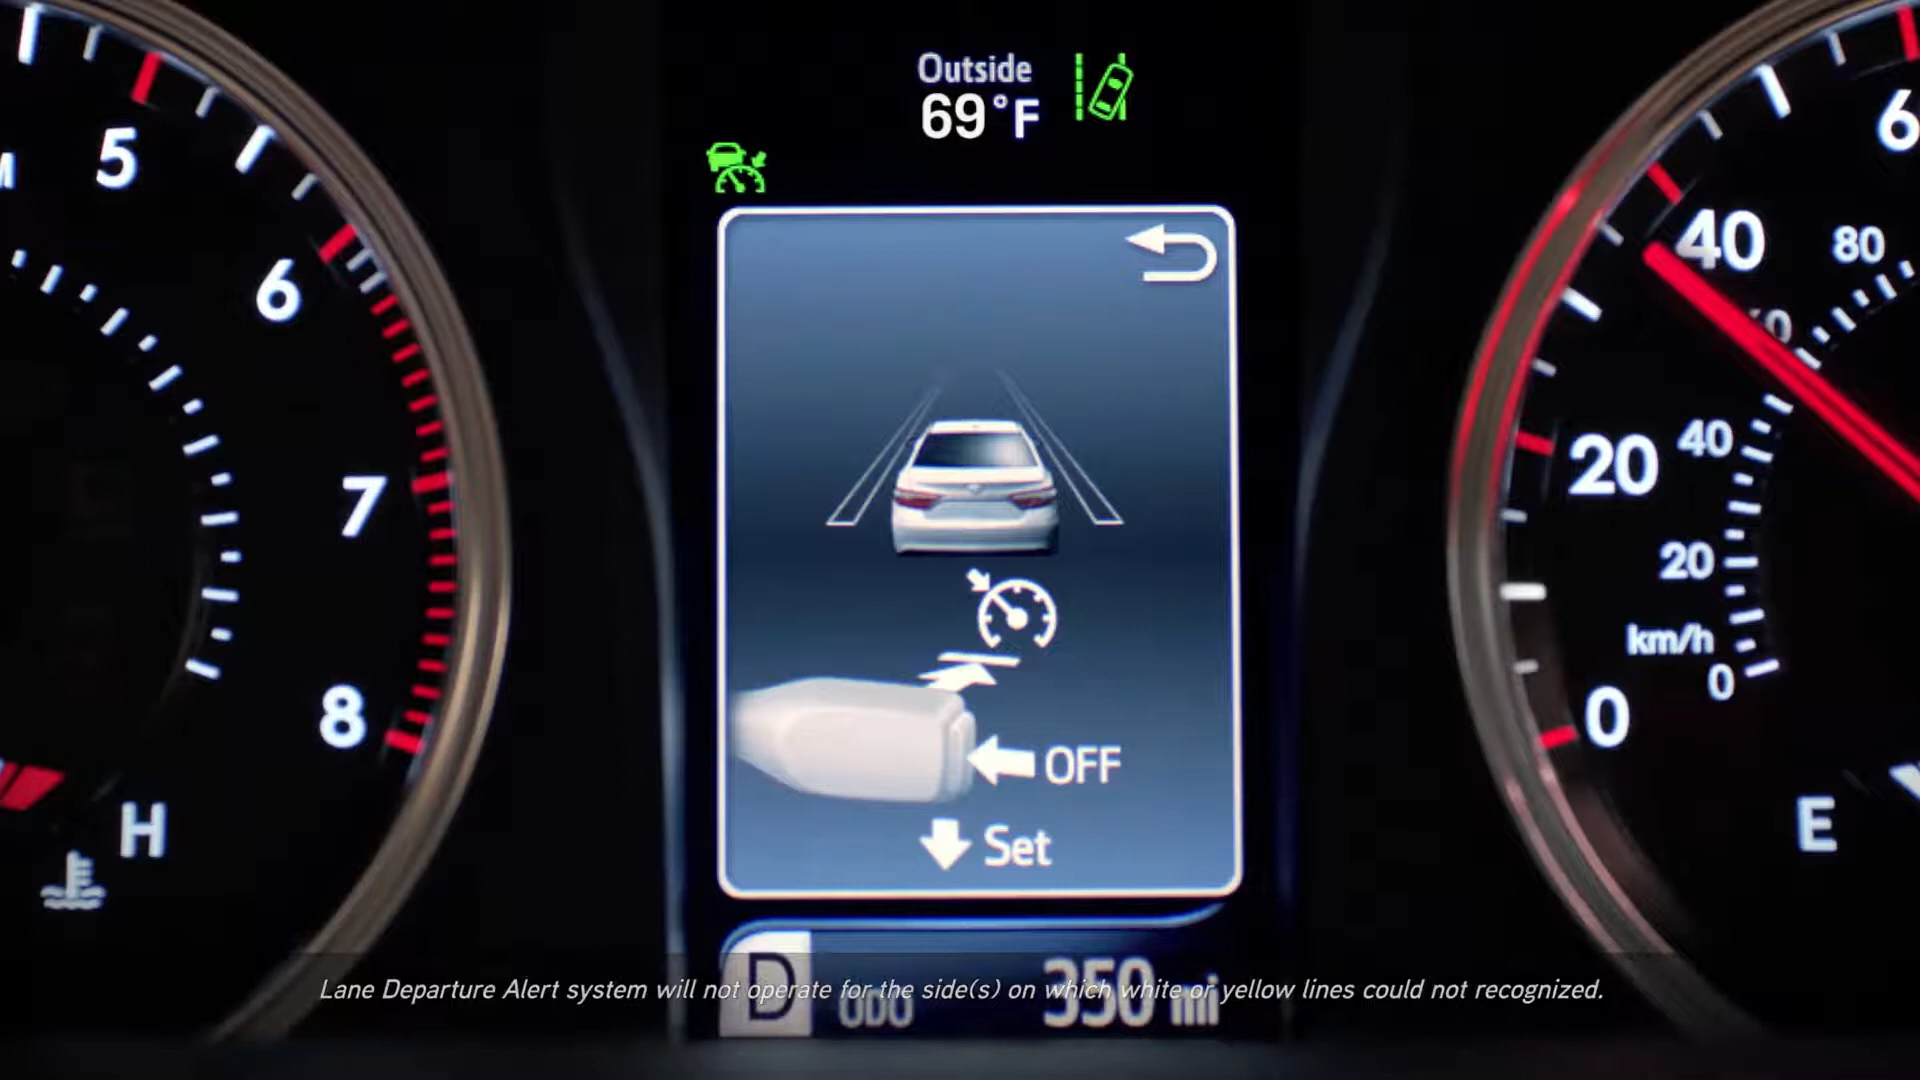 Outside
69°F
5
6
7
8
H
OFF
Set
D
ODO
350 mi
6
40
80
20
40
20
km/h
0
0
E
Lane Departure Alert system will not operate for the side(s) on which white or yellow lines could not recognized.